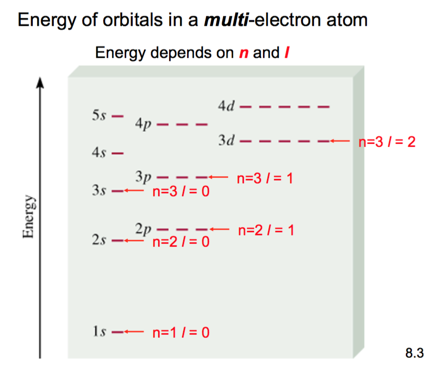 Energy of orbitals in a multi-electron atom
Energy depends on n and l
Energy
4d
5s
4p
3d
n=3 l = 2
4s
3p
n=3 l = 1
3s
n=3 l = 0
2p
n=2 l = 1
2s
n=2 l = 0
1s
n=1 l = 0
8.3